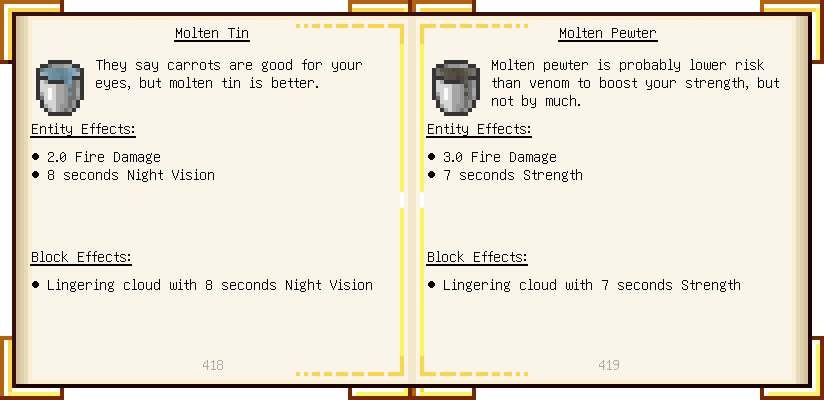 Molten Tin
They say carrots are good for your
eyes, but molten tin is better.
Entity Effects:
● 2.0 Fire Damage
● 8 seconds Night Vision
Block Effects:
● Lingering cloud with 8 seconds Night Vision
418
Molten Pewter
Molten pewter is probably lower risk
than venom to boost your strength, but
not by much.
Entity Effects:
● 3.0 Fire Damage
● 7 seconds Strength
Block Effects:
● Lingering cloud with 7 seconds Strength
419